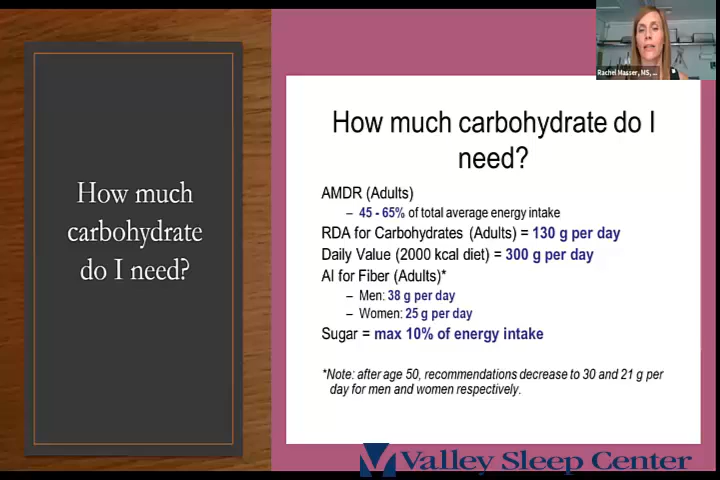 How much
carbohydrate
do I need?
Rachel Masser, MS, ...
How much carbohydrate do I
need?
AMDR (Adults)
– 45 - 65% of total average energy intake
RDA for Carbohydrates (Adults) = 130 g per day
Daily Value (2000 kcal diet) = 300 g per day
AI for Fiber (Adults)*
– Men: 38 g per day
– Women: 25 g per day
Sugar = max 10% of energy intake
*Note: after age 50, recommendations decrease to 30 and 21 g per
day for men and women respectively.
Valley Sleep Center